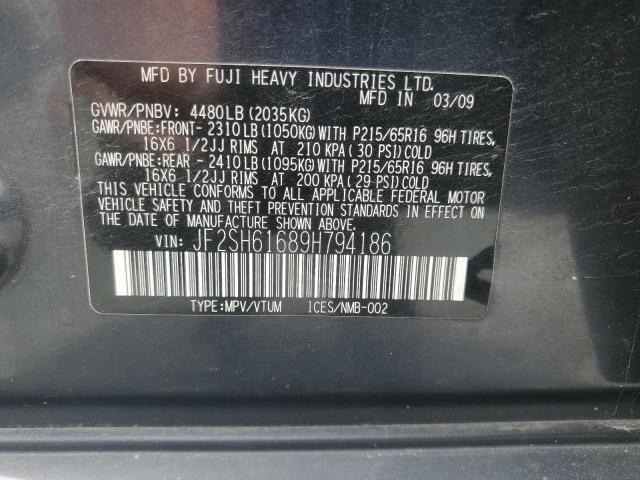 MFD BY FUJI HEAVY INDUSTRIES LTD.
MFD IN 03/09
GVWR/PNBV: 4480LB (2035KG)
GAWR/PNBE:FRONT- 2310LB(1050KG)WITH P215/65R16 96H TIRES,
16X6 1/2JJ RIMS AT 210 KPA (30 PSI)COLD
GAWR/PNBE:REAR - 2410LB(1095KG)WITH P215/65R16 96H TIRES,
16X6 1/2JJ RIMS AT 200 KPA (29 PSI)COLD
THIS VEHICLE CONFORMS TO ALL APPLICABLE FEDERAL MOTOR
VEHICLE SAFETY AND THEFT PREVENTION STANDARDS IN EFFECT ON
THE DATE OF MANUFACTURE SHOWN ABOVE.
VIN: JF2SH61689H794186
TYPE:MPV/VTUM ICES/NMB-002